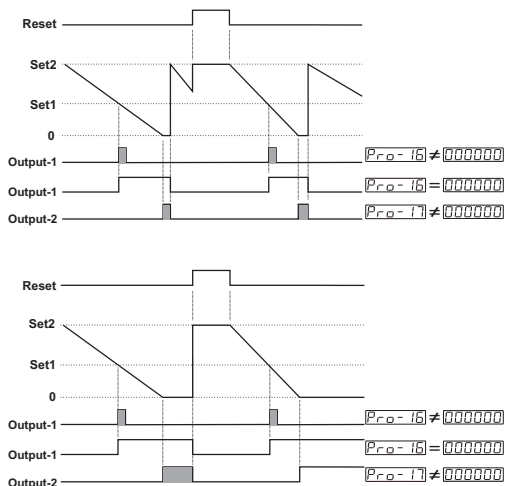 Reset
Set2
Set1
0
Output-1 Pro-16 ≠ 000000
Output-1 Pro-16 = 000000
Output-2 Pro-17 ≠ 000000
Reset
Set2
Set1
0
Output-1 Pro-16 ≠ 000000
Output-1 Pro-16 = 000000
Output-2 Pro-17 ≠ 000000